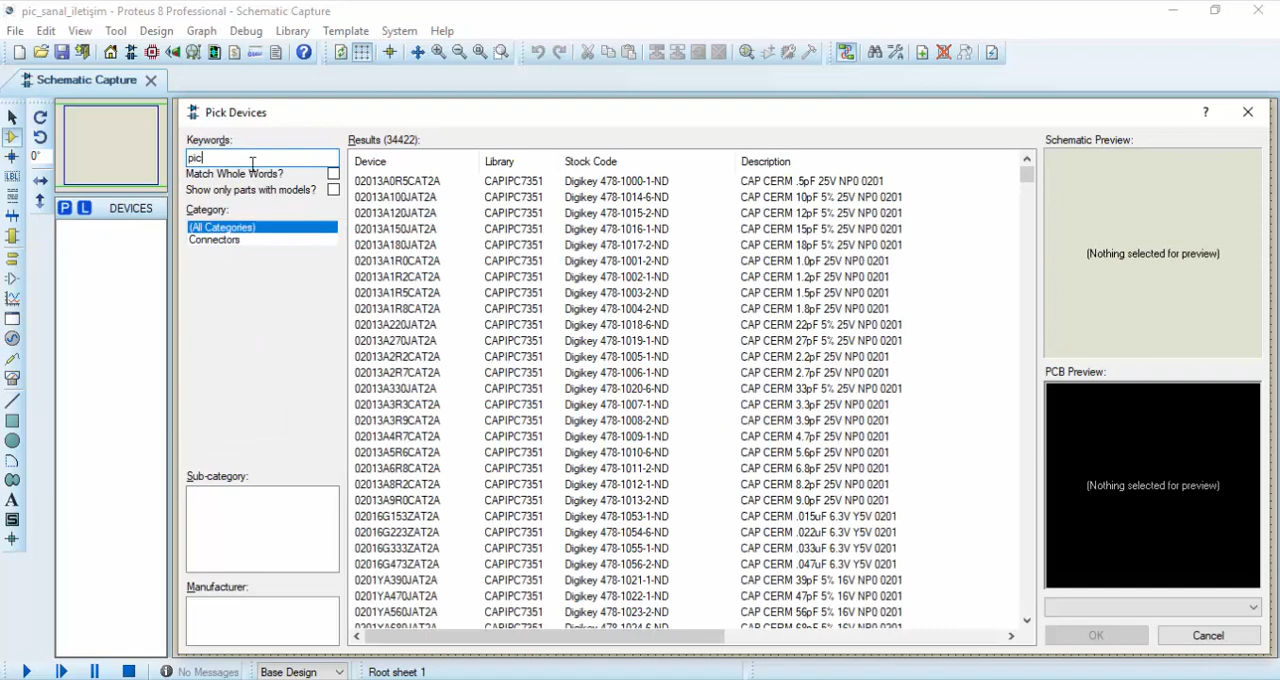 pic_sanal_iletişim - Proteus 8 Professional - Schematic Capture
File Edit View Tool Design Graph Debug Library Template System Help
Schematic Capture
Pick Devices
Keywords:
pic
Match Whole Words?
Show only parts with models?
Category:
(All Categories)
Connectors
Sub-category:
Manufacturer:
0°
P L DEVICES
LBL
Results (34422):
Device Library Stock Code Description
02013A0R5CAT2A CAPIPC7351 Digikey 478-1000-1-ND CAP CERM .5pF 25V NP0 0201
02013A100JAT2A CAPIPC7351 Digikey 478-1014-6-ND CAP CERM 10pF 5% 25V NP0 0201
02013A120JAT2A CAPIPC7351 Digikey 478-1015-2-ND CAP CERM 12pF 5% 25V NP0 0201
02013A150JAT2A CAPIPC7351 Digikey 478-1016-1-ND CAP CERM 15pF 5% 25V NP0 0201
02013A180JAT2A CAPIPC7351 Digikey 478-1017-2-ND CAP CERM 18pF 5% 25V NP0 0201
02013A1R0CAT2A CAPIPC7351 Digikey 478-1001-2-ND CAP CERM 1.0pF 25V NP0 0201
02013A1R2CAT2A CAPIPC7351 Digikey 478-1002-1-ND CAP CERM 1.2pF 25V NP0 0201
02013A1R5CAT2A CAPIPC7351 Digikey 478-1003-2-ND CAP CERM 1.5pF 25V NP0 0201
02013A1R8CAT2A CAPIPC7351 Digikey 478-1004-2-ND CAP CERM 1.8pF 25V NP0 0201
02013A220JAT2A CAPIPC7351 Digikey 478-1018-6-ND CAP CERM 22pF 5% 25V NP0 0201
02013A270JAT2A CAPIPC7351 Digikey 478-1019-1-ND CAP CERM 27pF 5% 25V NP0 0201
02013A2R2CAT2A CAPIPC7351 Digikey 478-1005-1-ND CAP CERM 2.2pF 25V NP0 0201
02013A2R7CAT2A CAPIPC7351 Digikey 478-1006-1-ND CAP CERM 2.7pF 25V NP0 0201
02013A330JAT2A CAPIPC7351 Digikey 478-1020-6-ND CAP CERM 33pF 5% 25V NP0 0201
02013A3R3CAT2A CAPIPC7351 Digikey 478-1007-1-ND CAP CERM 3.3pF 25V NP0 0201
02013A3R9CAT2A CAPIPC7351 Digikey 478-1008-2-ND CAP CERM 3.9pF 25V NP0 0201
02013A4R7CAT2A CAPIPC7351 Digikey 478-1009-1-ND CAP CERM 4.7pF 25V NP0 0201
02013A5R6CAT2A CAPIPC7351 Digikey 478-1010-6-ND CAP CERM 5.6pF 25V NP0 0201
02013A6R8CAT2A CAPIPC7351 Digikey 478-1011-2-ND CAP CERM 6.8pF 25V NP0 0201
02013A8R2CAT2A CAPIPC7351 Digikey 478-1012-1-ND CAP CERM 8.2pF 25V NP0 0201
02013A9R0CAT2A CAPIPC7351 Digikey 478-1013-2-ND CAP CERM 9.0pF 25V NP0 0201
02016G153ZAT2A CAPIPC7351 Digikey 478-1053-1-ND CAP CERM .015uF 6.3V Y5V 0201
02016G223ZAT2A CAPIPC7351 Digikey 478-1054-6-ND CAP CERM .022uF 6.3V Y5V 0201
02016G333ZAT2A CAPIPC7351 Digikey 478-1055-1-ND CAP CERM .033uF 6.3V Y5V 0201
02016G473ZAT2A CAPIPC7351 Digikey 478-1056-2-ND CAP CERM .047uF 6.3V Y5V 0201
0201YA390JAT2A CAPIPC7351 Digikey 478-1021-1-ND CAP CERM 39pF 5% 16V NP0 0201
0201YA470JAT2A CAPIPC7351 Digikey 478-1022-1-ND CAP CERM 47pF 5% 16V NP0 0201
0201YA560JAT2A CAPIPC7351 Digikey 478-1023-2-ND CAP CERM 56pF 5% 16V NP0 0201
0201YA680JAT2A CAPIPC7351 Digikey 478-1024-6-ND CAP CERM 68pF 5% 16V NP0 0201
Schematic Preview:
(Nothing selected for preview)
PCB Preview:
(Nothing selected for preview)
OK Cancel
No Messages Base Design Root sheet 1